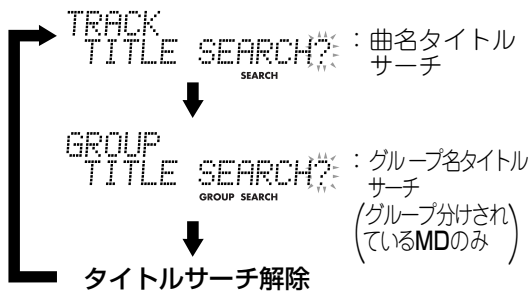 TRACK
TITLE SEARCH?
SEARCH
：曲名タイトル
サーチ
GROUP
TITLE SEARCH?
GROUP SEARCH
：グループ名タイトル
サーチ
(グループ分けされ
ているMDのみ)
タイトルサーチ解除